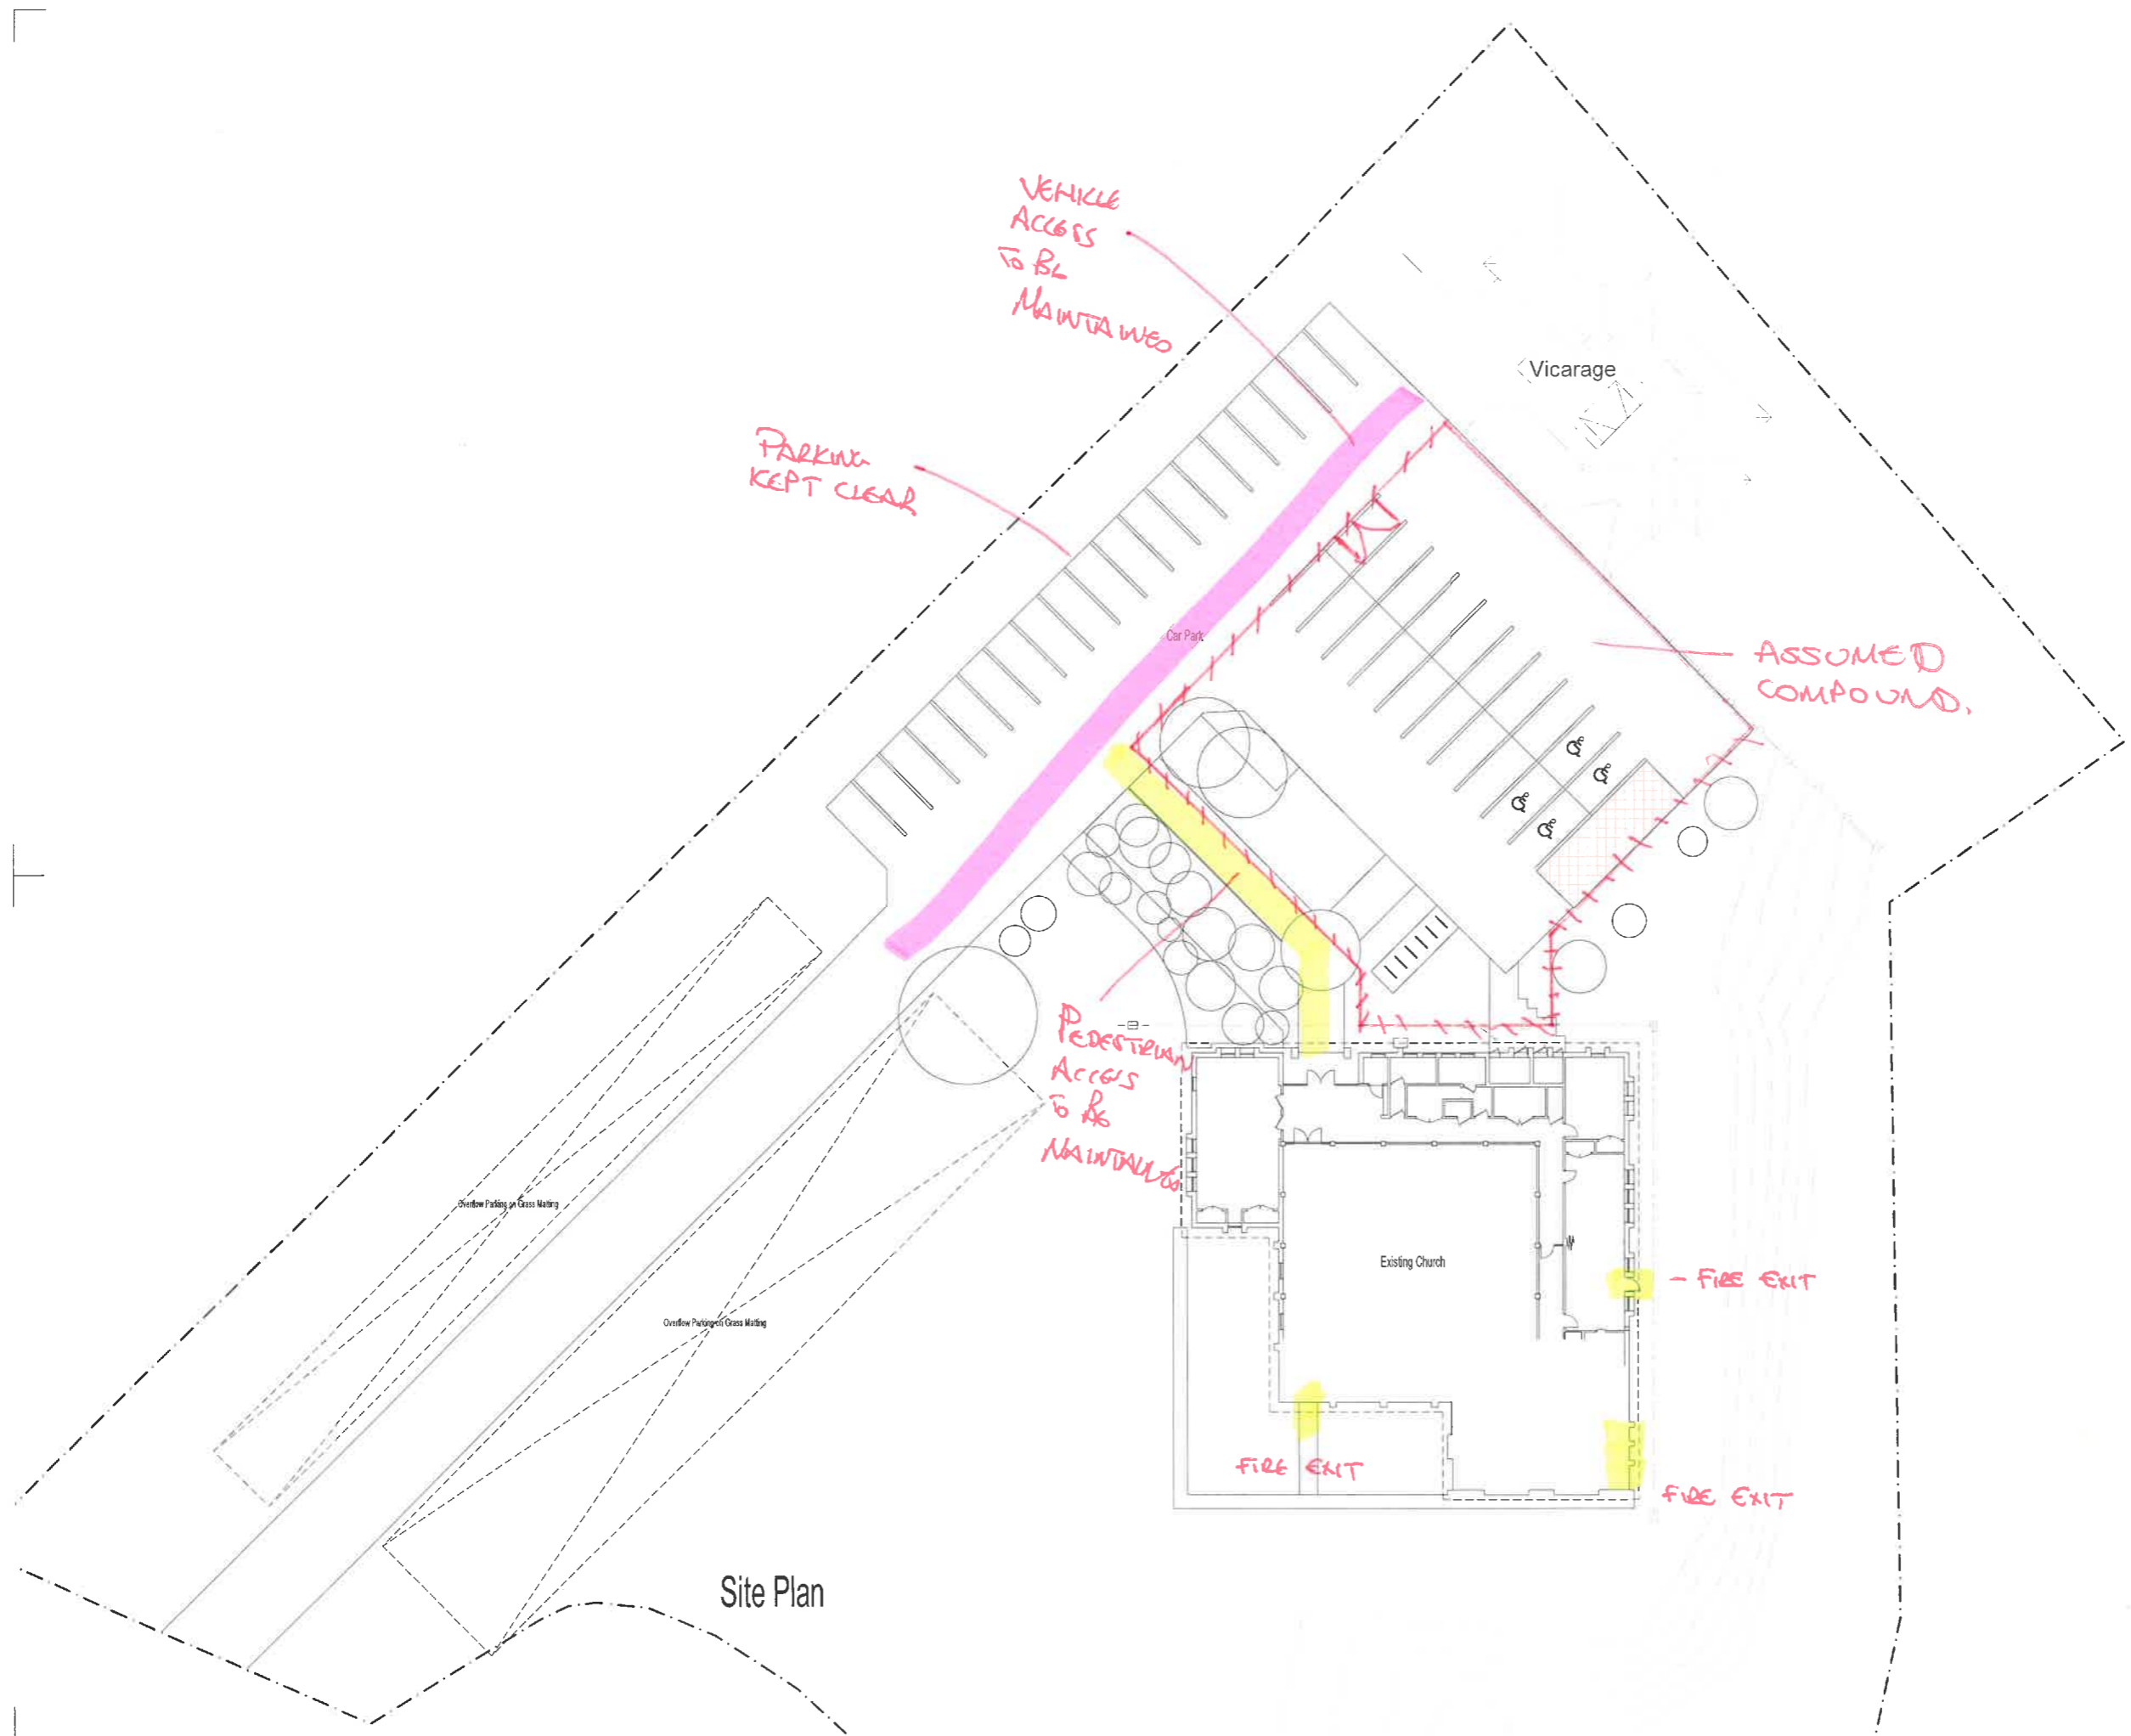 VEHICLE
ACCESS
TO BE
MAINTAINED
Vicarage
PARKING
KEPT CLEAR
Car Park
ASSUMED
COMPOUND.
PEDESTRIAN
ACCESS
TO BE
MAINTAINED
Overflow Parking on Grass Matting
Existing Church
- FIRE EXIT
Overflow Parking on Grass Matting
FIRE EXIT
FIRE EXIT
Site Plan